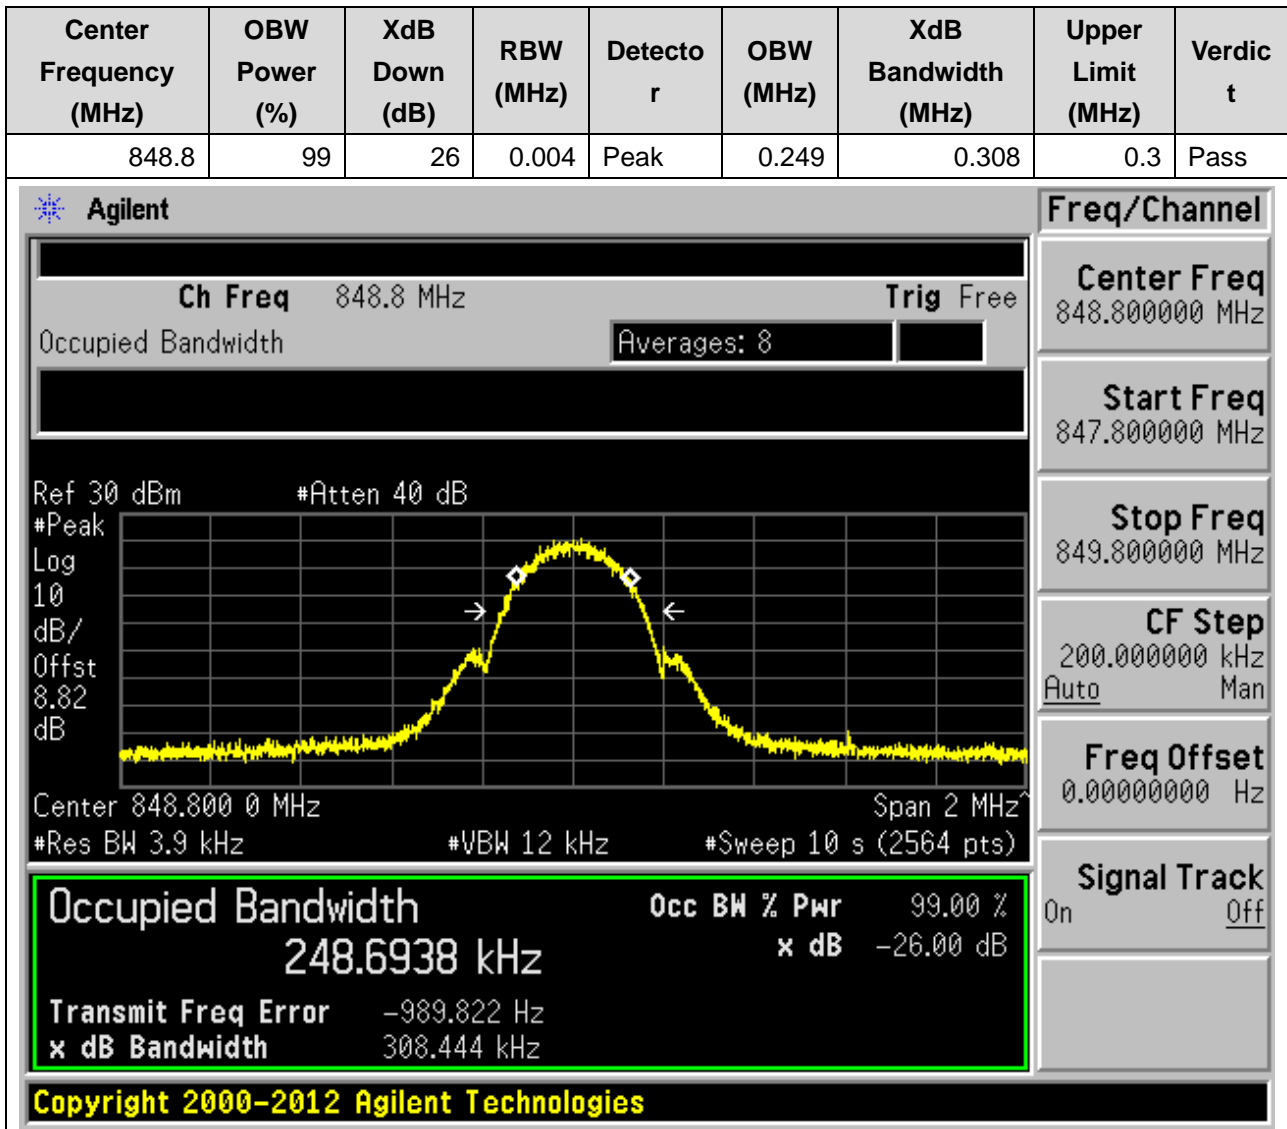 Center Frequency (MHz) OBW Power (%) XdB Down (dB) RBW (MHz) Detecto r OBW (MHz) XdB Bandwidth (MHz) Upper Limit (MHz) Verdic t
848.8 99 26 0.004 Peak 0.249 0.308 0.3 Pass
Agilent
Freq/Channel
Ch Freq 848.8 MHz Trig Free
Occupied Bandwidth Averages: 8
Center Freq
848.800000 MHz
Start Freq
847.800000 MHz
Stop Freq
849.800000 MHz
CF Step
200.000000 kHz
Auto Man
Freq Offset
0.00000000 Hz
Signal Track
On Off
Ref 30 dBm #Atten 40 dB
#Peak
Log
10
dB/
Offst
8.82
dB
Center 848.800 0 MHz Span 2 MHz^
#Res BW 3.9 kHz #VBW 12 kHz #Sweep 10 s (2564 pts)
Occupied Bandwidth Occ BW % Pwr 99.00 %
248.6938 kHz x dB -26.00 dB
Transmit Freq Error -989.822 Hz
x dB Bandwidth 308.444 kHz
Copyright 2000-2012 Agilent Technologies